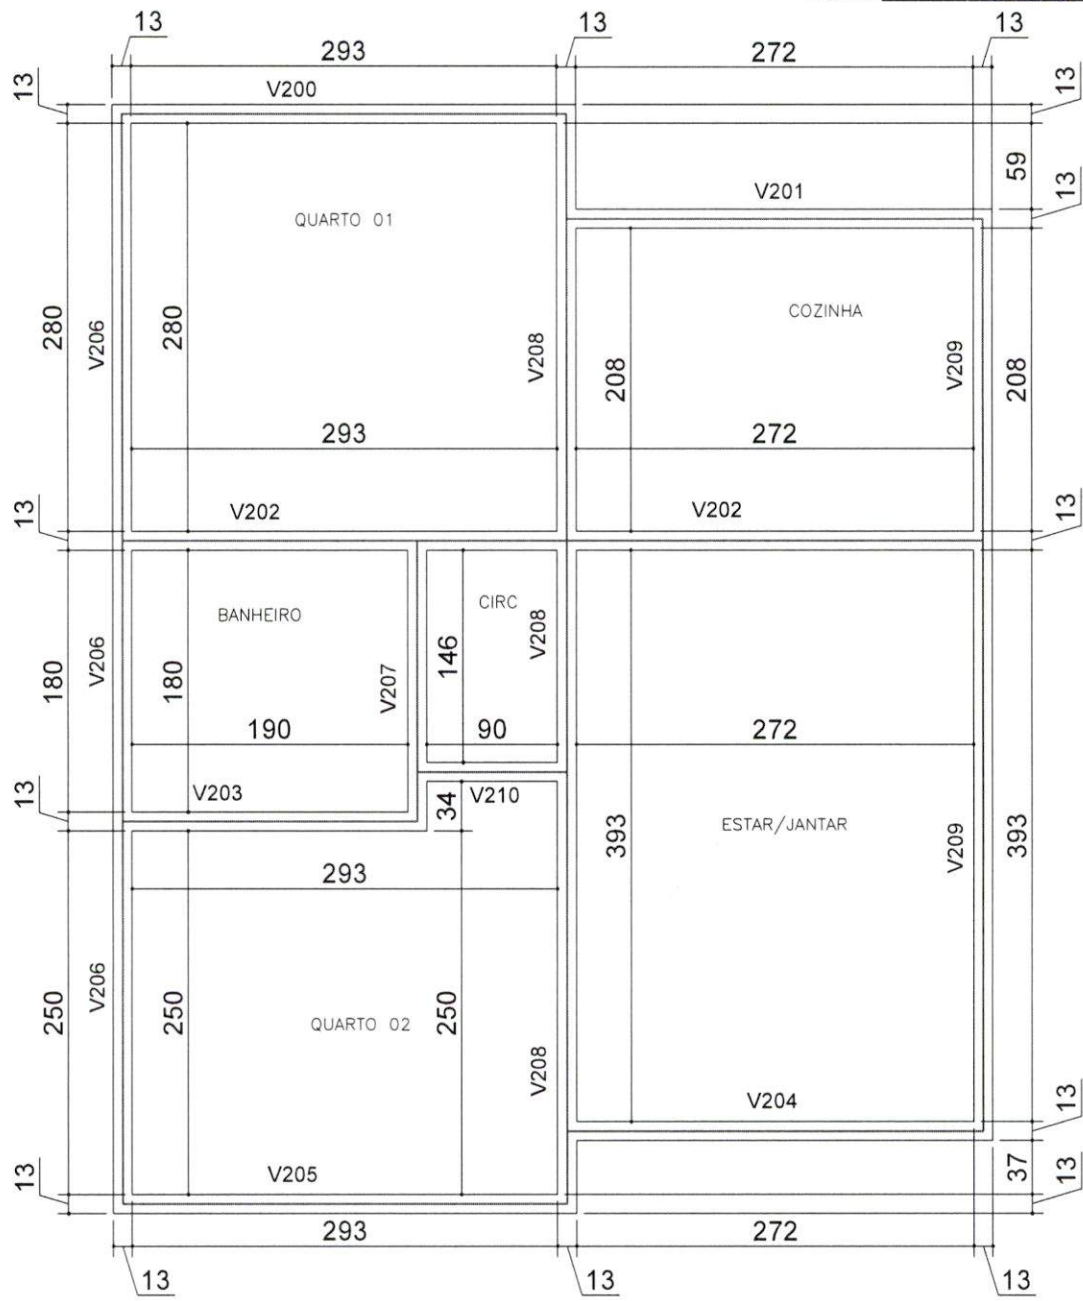 13
13
13
293
272
13
V200
13
59
V201
13
QUARTO 01
COZINHA
280
V206
280
V208
208
V209
208
293
272
V202
V202
13
13
BANHEIRO
CIRC
180
V206
180
V207
146
V208
190
90
272
V203
V210
13
34
393
ESTAR/JANTAR
V209
393
293
250
V206
250
QUARTO 02
250
V208
V204
13
V205
37
13
13
293
272
13
13
13